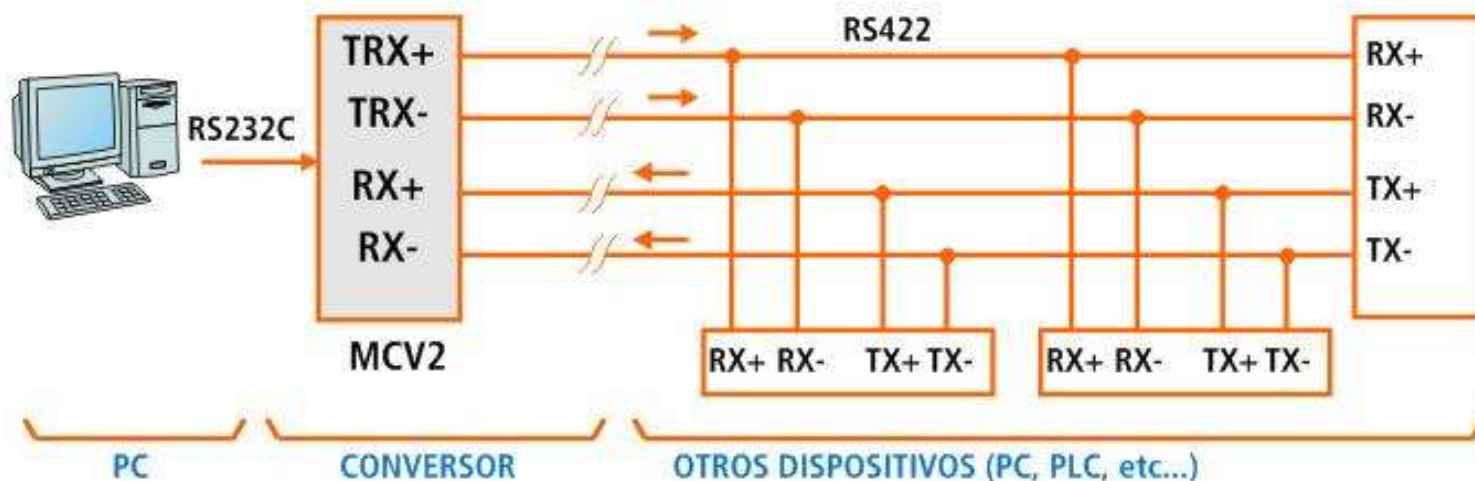 RS422
TRX+
TRX-
RX+
RX-
RS232C
MCV2
RX+
RX-
TX+
TX-
RX+ RX- TX+ TX-
RX+ RX- TX+ TX-
PC
CONVERSOR
OTROS DISPOSITIVOS (PC, PLC, etc...)